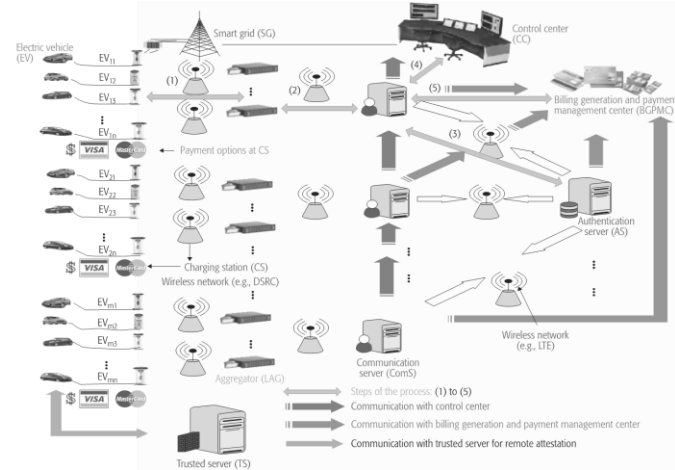 Smart grid (SG)
Control center
(CC)
Electric vehicle
(EV)
EV11
(1)
(4)
EV12
(2)
(5)
EV13
Billing generation and payment
management center (BGPMC)
(3)
EV1n
$ VISA MasterCard
Payment options at CS
EV21
EV22
EV23
Authentication
server (AS)
EV2n
$ VISA MasterCard
Charging station (CS)
Wireless network (e.g., DSRC)
EVm1
EVm2
Wireless network
(e.g., LTE)
EVm3
Communication
server (ComS)
Aggregator (LAG)
EVmn
Steps of the process: (1) to (5)
$ VISA MasterCard
Communication with control center
Communication with billing generation and payment management center
Communication with trusted server for remote attestation
Trusted server (TS)